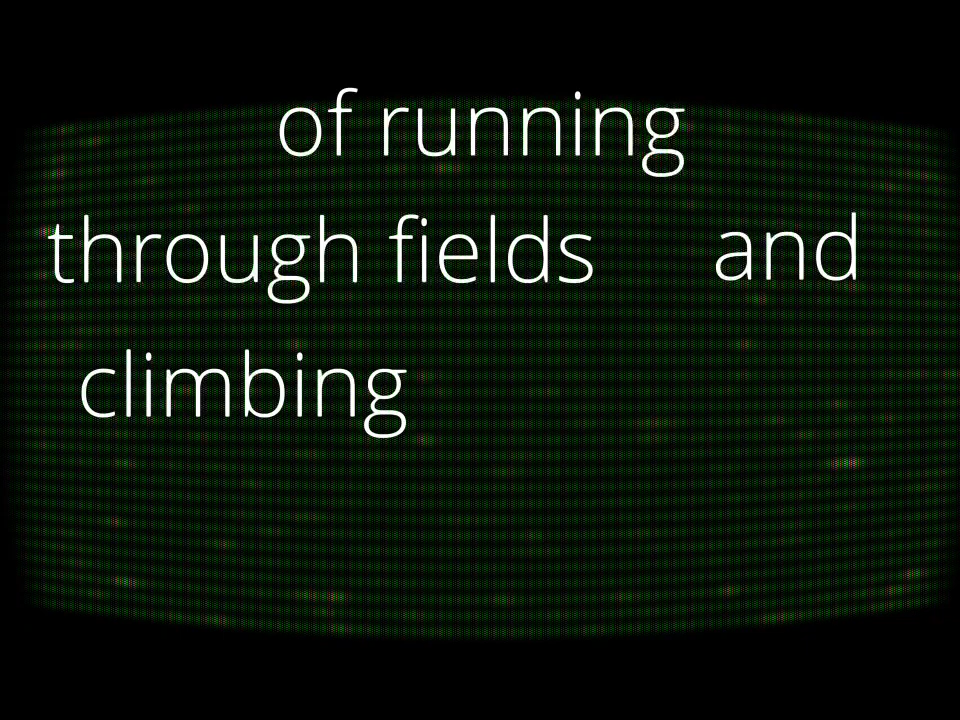 of running
through fields and
climbing